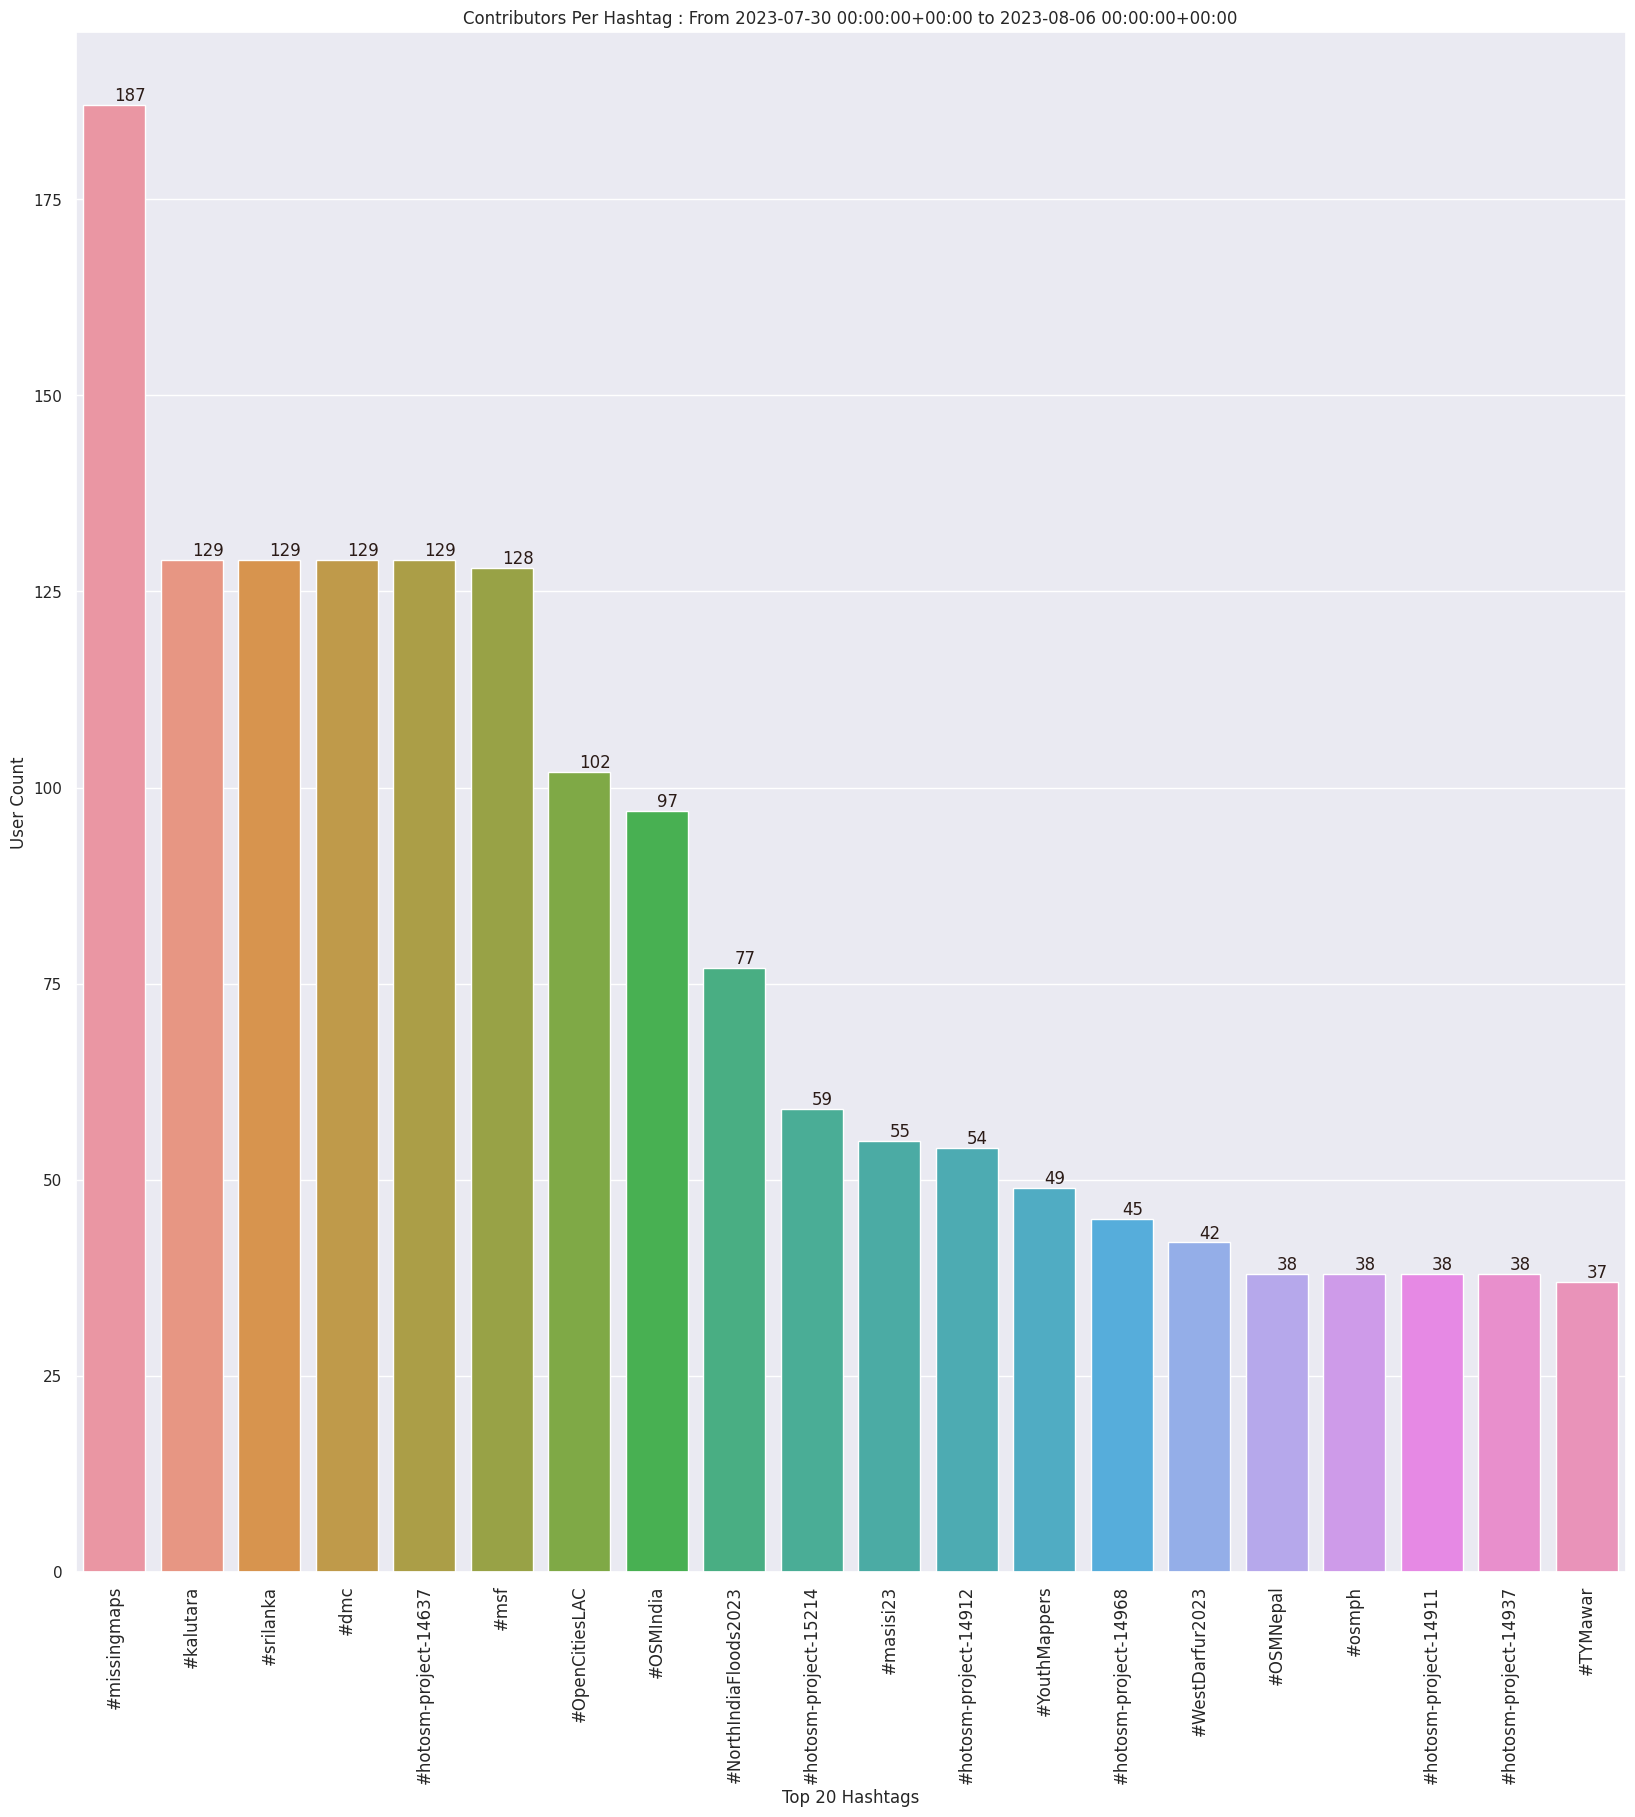 Contributors Per Hashtag : From 2023-07-30 00:00:00+00:00 to 2023-08-06 00:00:00+00:00
187
175
150
129
129
129
129
128
125
102
100
97
77
75
59
55
54
50
49
45
42
38
38
38
38
37
25
0
User Count
#missingmaps
#kalutara
#srilanka
#dmc
#hotosm-project-14637
#msf
#OpenCitiesLAC
#OSMIndia
#NorthIndiaFloods2023
#hotosm-project-15214
#masisi23
#hotosm-project-14912
#YouthMappers
#hotosm-project-14968
#WestDarfur2023
#OSMNepal
#osmph
#hotosm-project-14911
#hotosm-project-14937
#TYMawar
Top 20 Hashtags